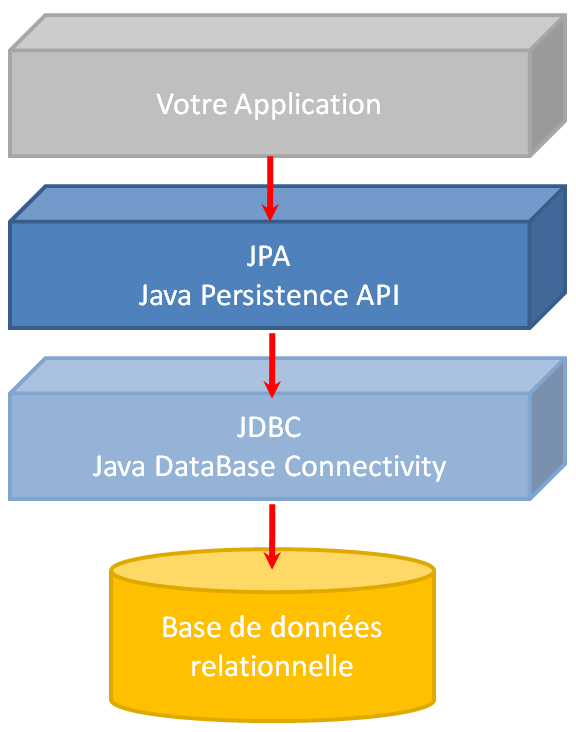 Votre Application
JPA
Java Persistence API
JDBC
Java DataBase Connectivity
Base de données
relationnelle